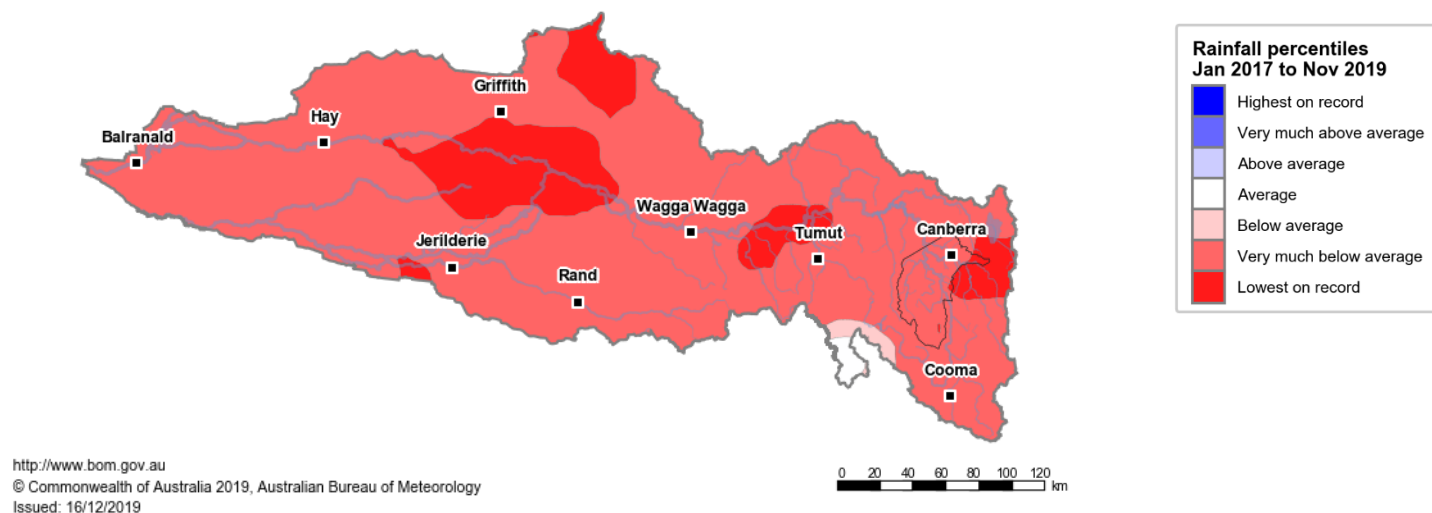 Griffith
Hay
Balranald
Wagga Wagga
Tumut
Canberra
Jerilderie
Rand
Cooma
Rainfall percentiles
Jan 2017 to Nov 2019
Highest on record
Very much above average
Above average
Average
Below average
Very much below average
Lowest on record
http://www.bom.gov.au
© Commonwealth of Australia 2019, Australian Bureau of Meteorology
Issued: 16/12/2019
0 20 40 60 80 100 120
km